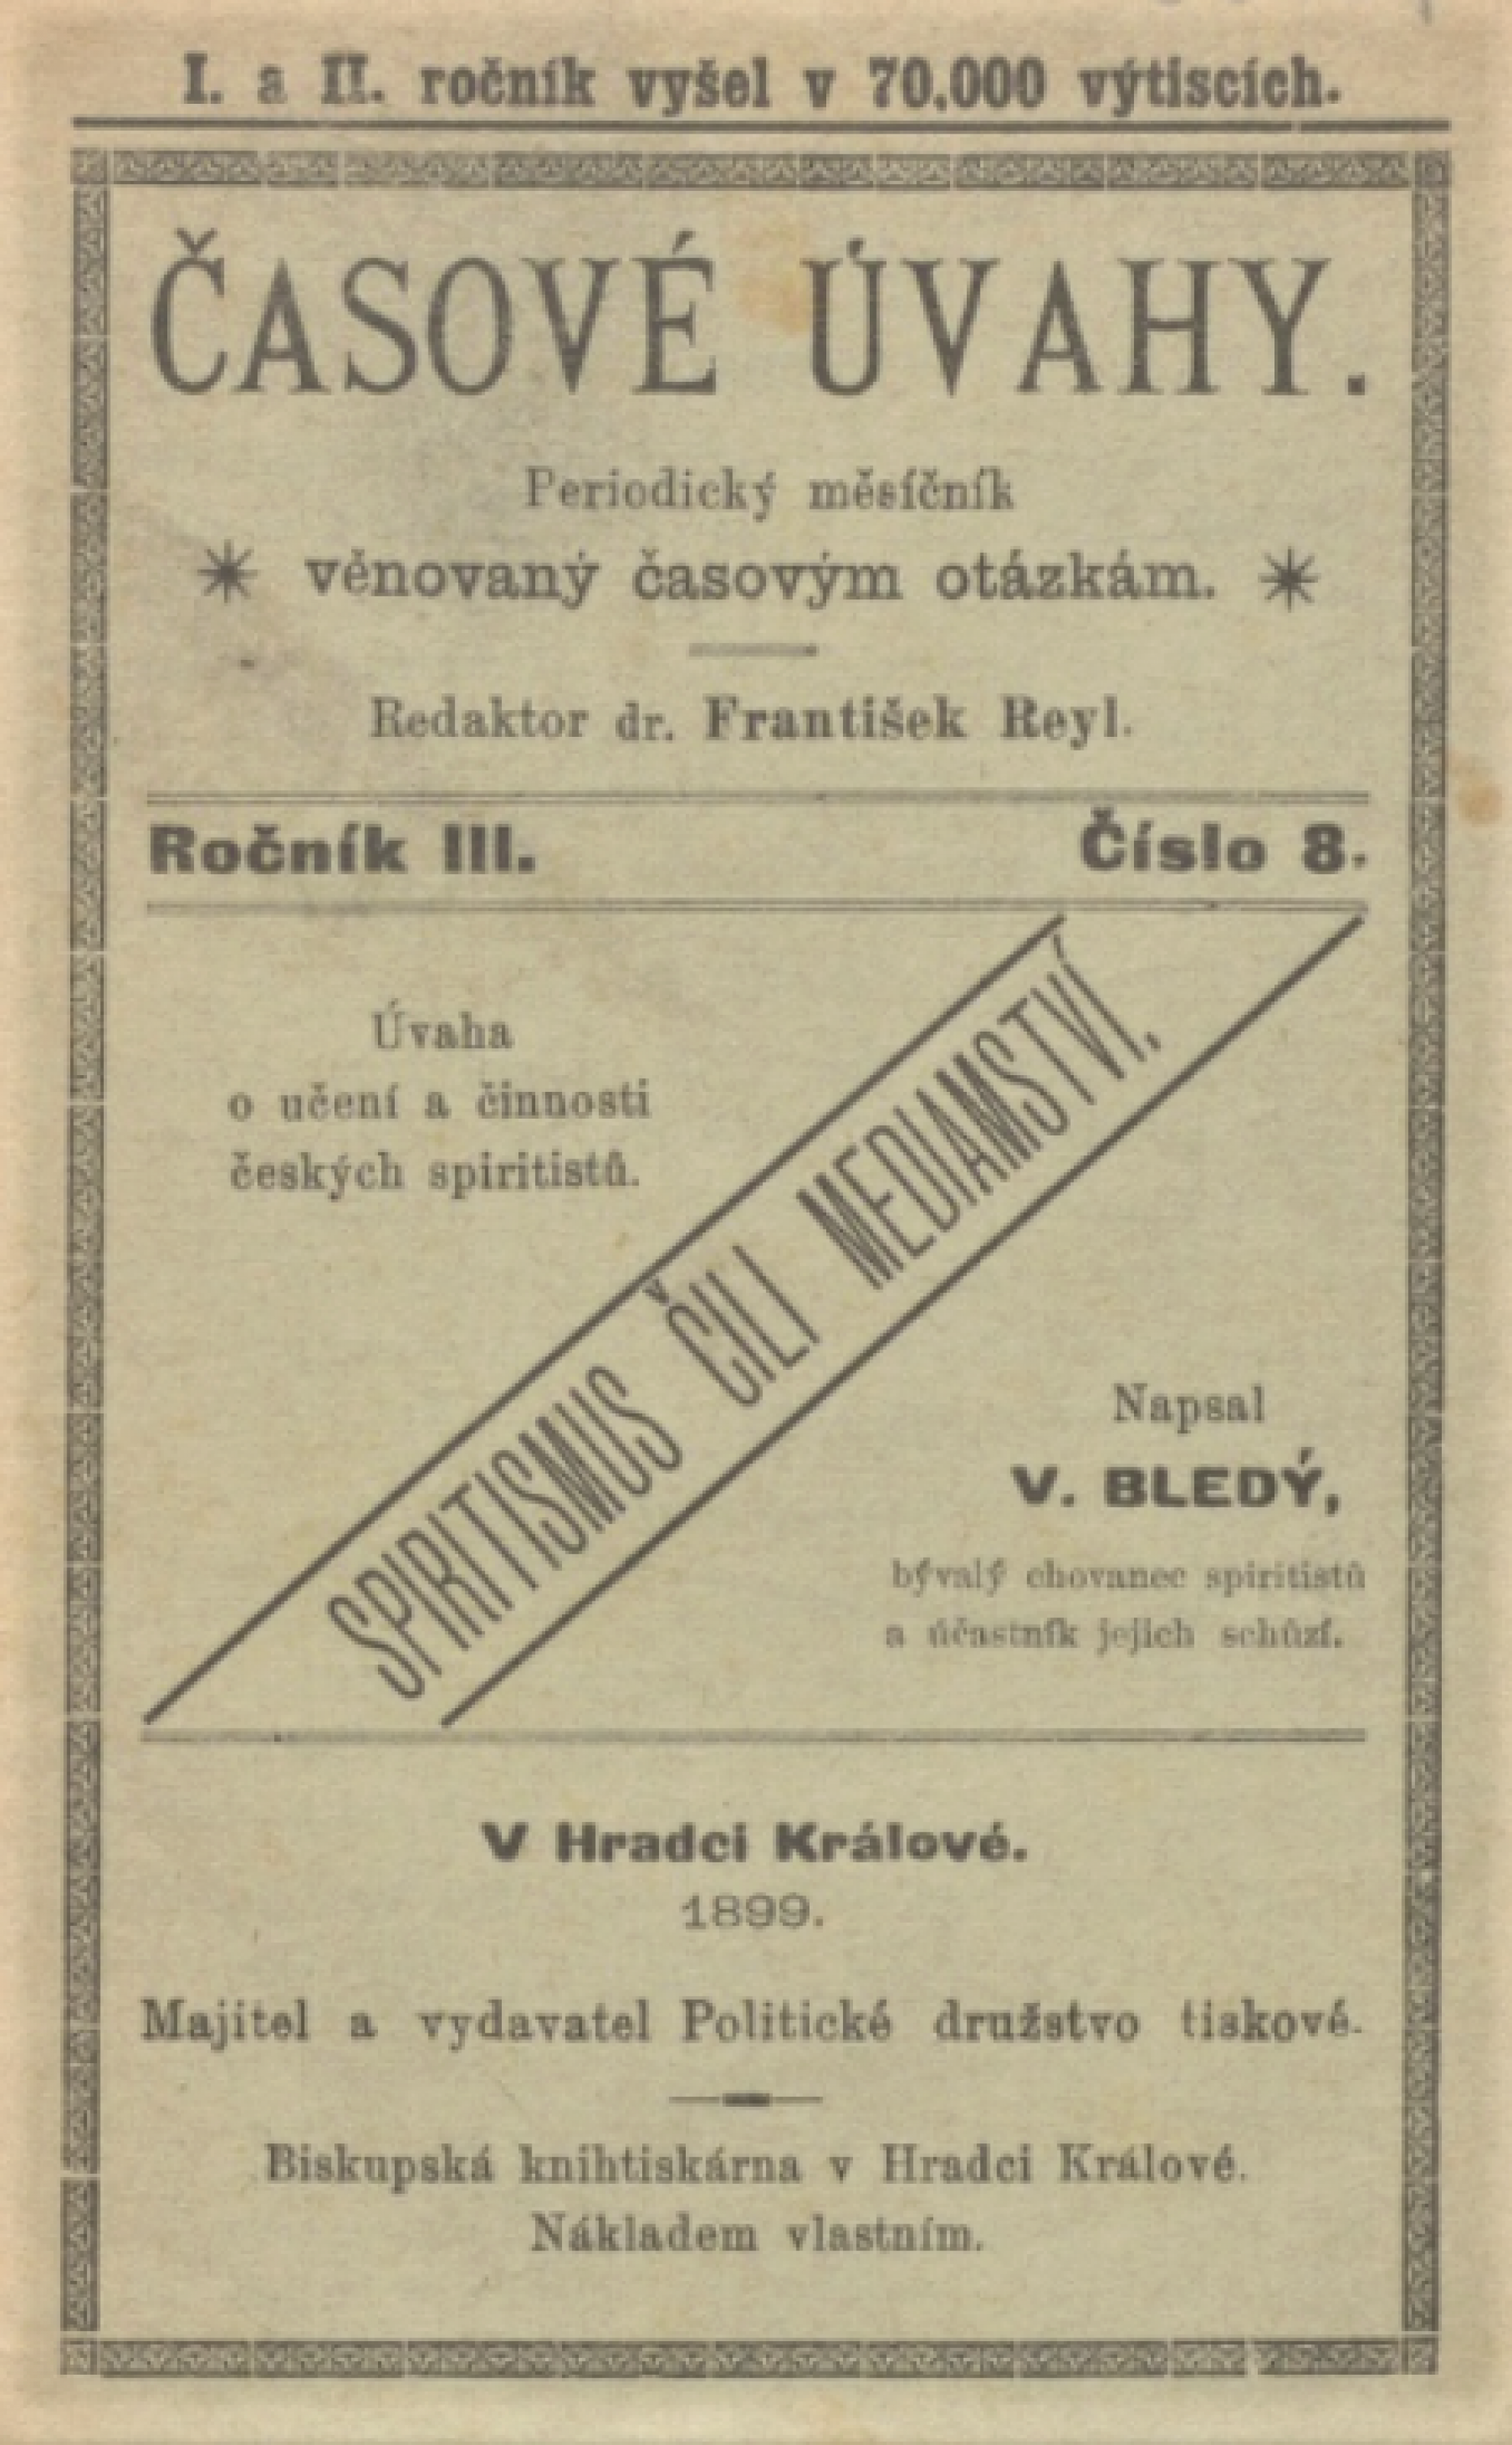 I. a II. ročník vyšel v 70.000 výtiscích.
ČASOVÉ ÚVAHY.
Periodický měsíčník
věnovaný časovým otázkám.
Redaktor dr. František Reyl.
Ročník III. Číslo 8.
Úvaha
o učení a činnosti
českých spiritistů.
SPIRITISMUS ČILI MEDIAMSTVÍ.
Napsal
V. BLEDÝ,
bývalý chovanec spiritistů
a účastník jejich schůzí.
V Hradci Králové.
1899.
Majitel a vydavatel Politické družstvo tiskové.
Biskupská knihtiskárna v Hradci Králové.
Nákladem vlastním.